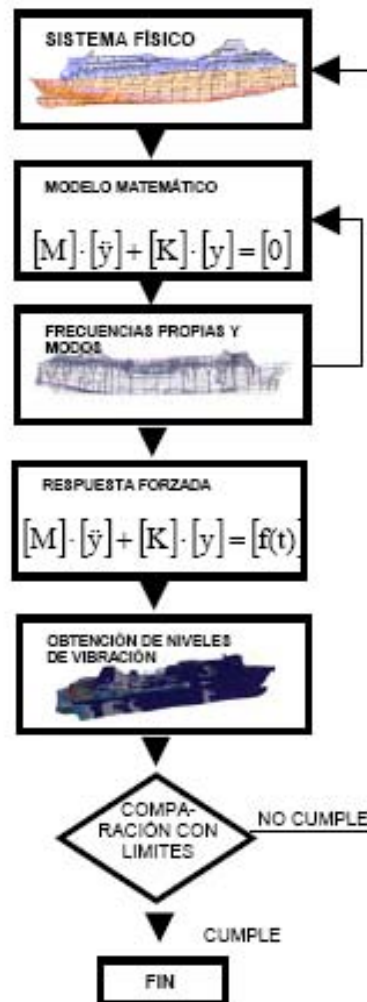 SISTEMA FÍSICO
MODELO MATEMÁTICO
[M]·[ÿ]+[K]·[y]=[0]
FRECUENCIAS PROPIAS Y
MODOS
RESPUESTA FORZADA
[M]·[ÿ]+[K]·[y]=[f(t)]
OBTENCIÓN DE NIVELES
DE VIBRACIÓN
COMPA-
RACIÓN CON
LIMITES
NO CUMPLE
CUMPLE
FIN